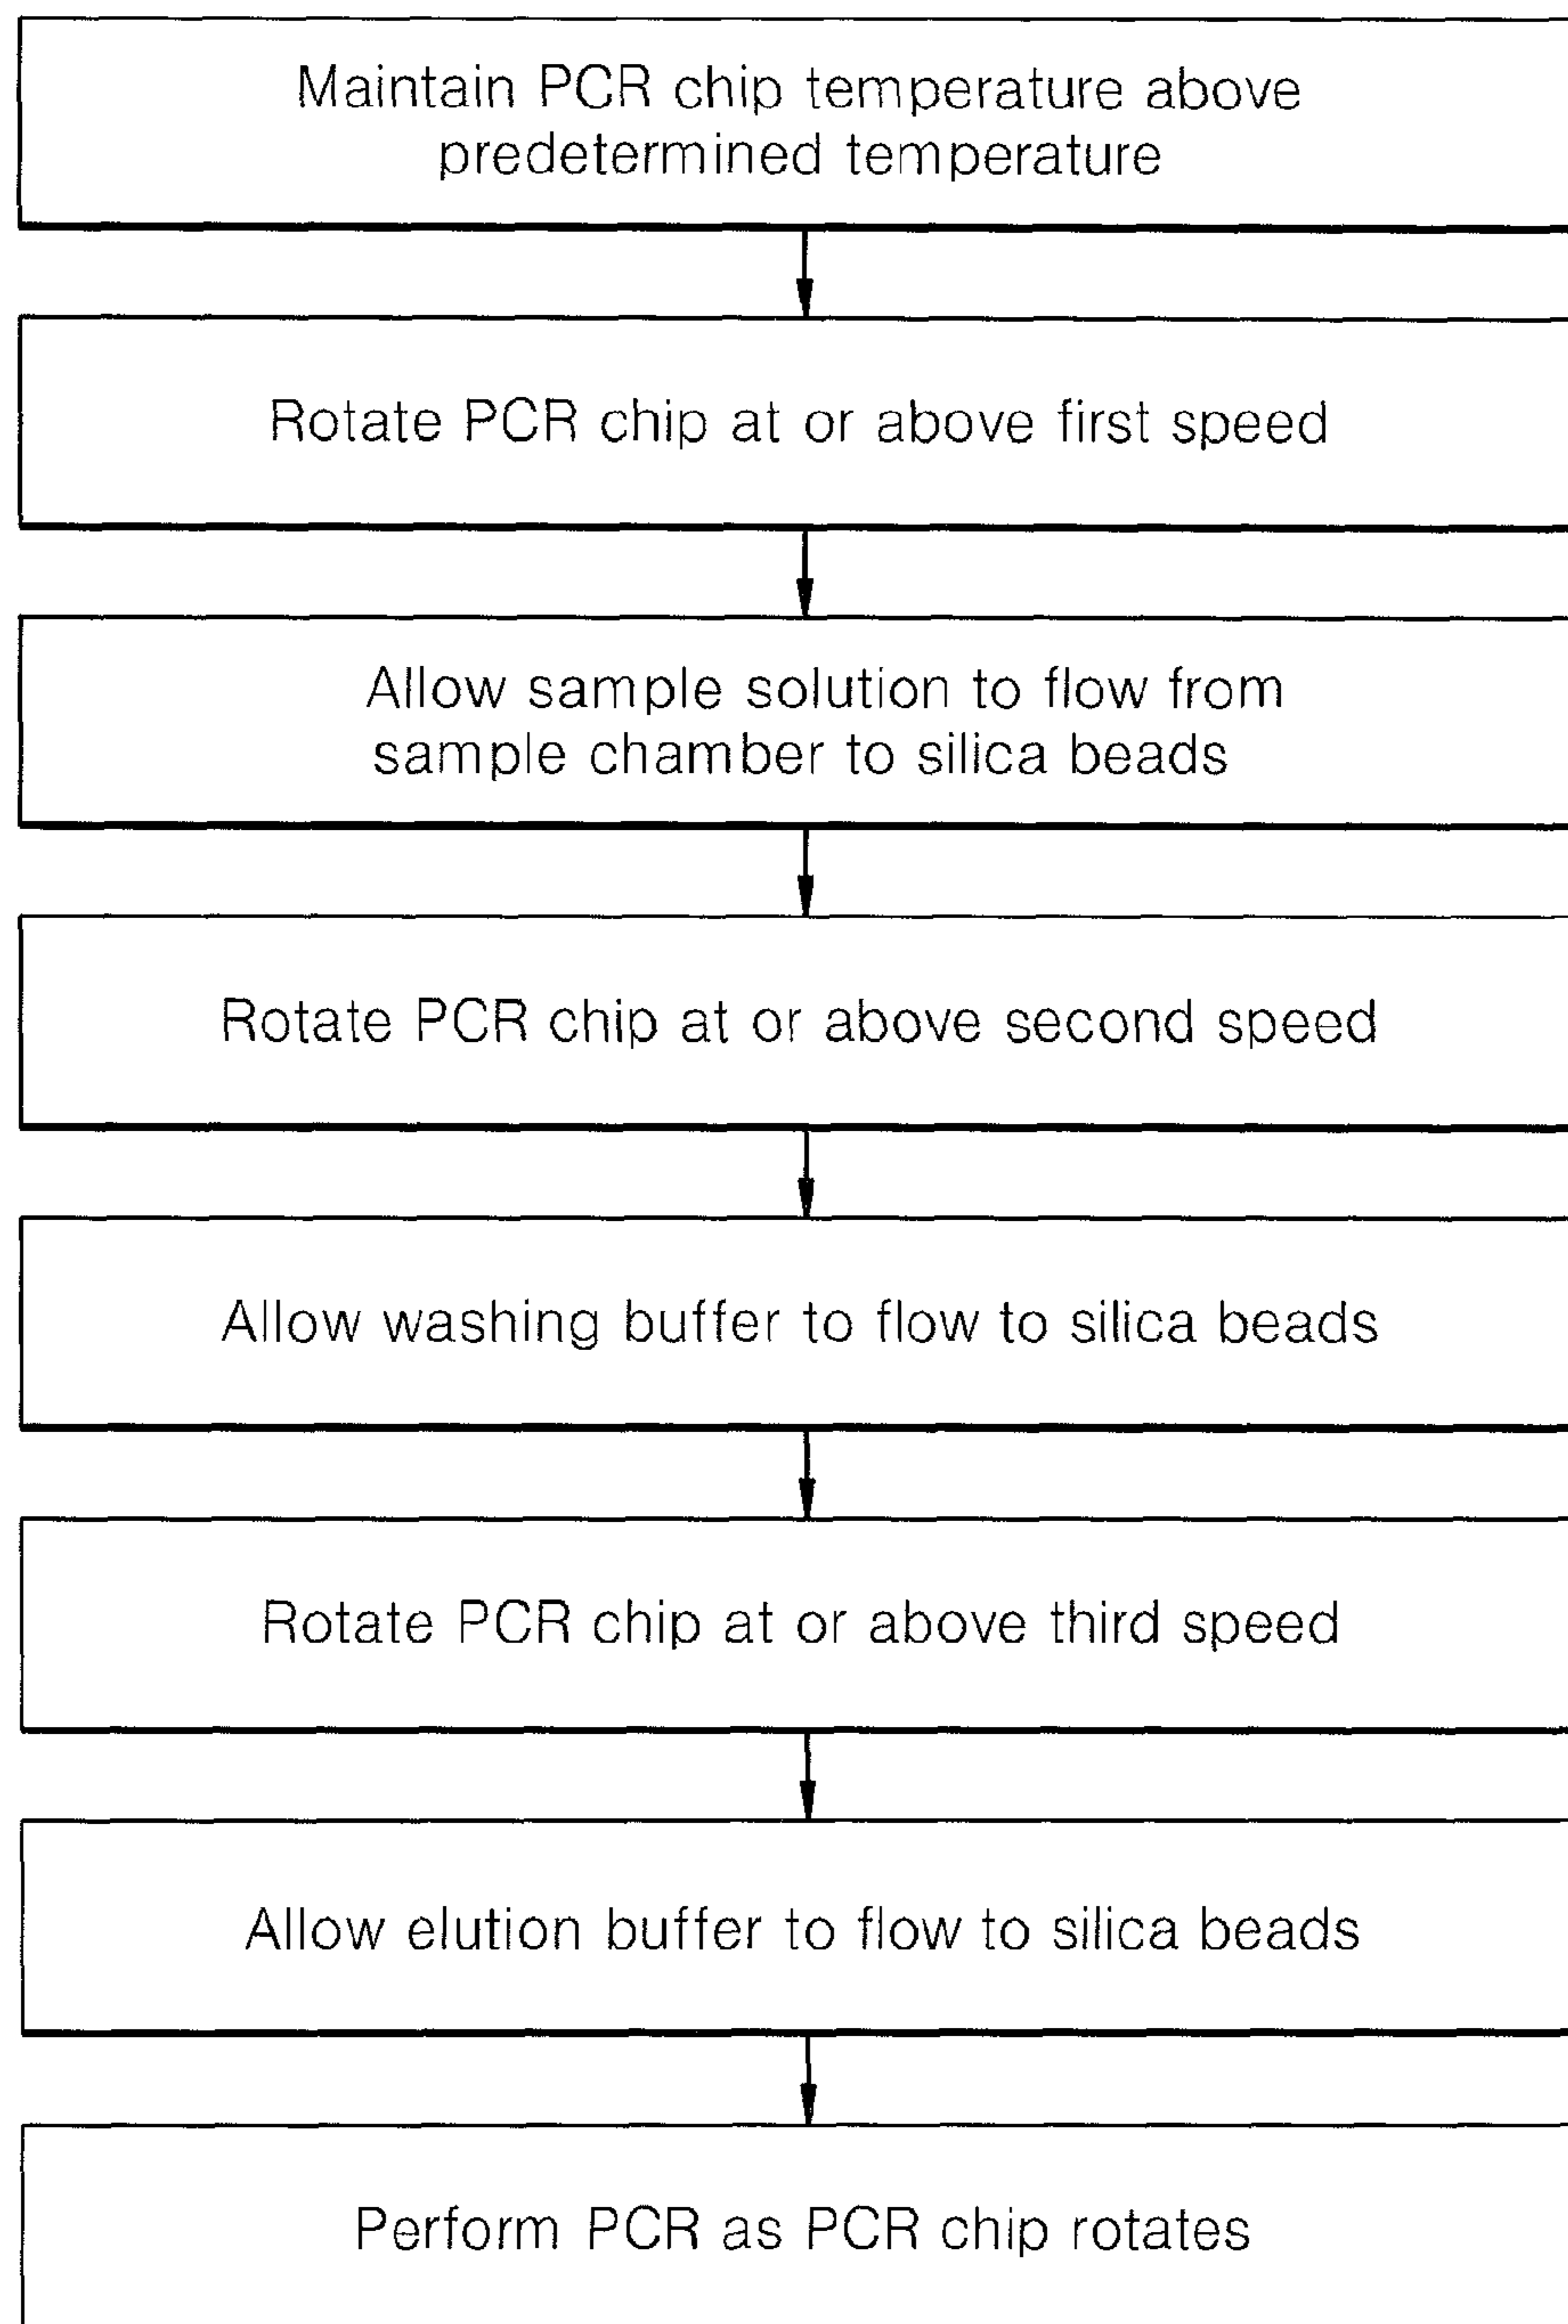 Maintain PCR chip temperature above
predetermined temperature
Rotate PCR chip at or above first speed
Allow sample solution to flow from
sample chamber to silica beads
Rotate PCR chip at or above second speed
Allow washing buffer to flow to silica beads
Rotate PCR chip at or above third speed
Allow elution buffer to flow to silica beads
Perform PCR as PCR chip rotates